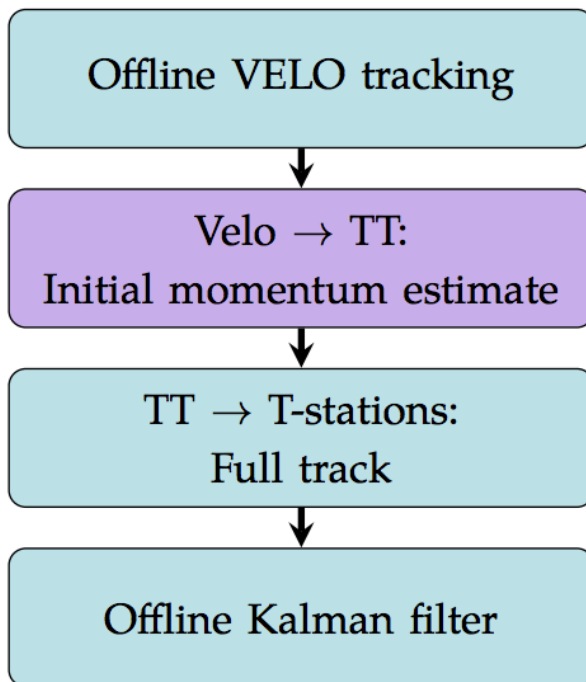 Offline VELO tracking
Velo → TT:
Initial momentum estimate
TT → T-stations:
Full track
Offline Kalman filter